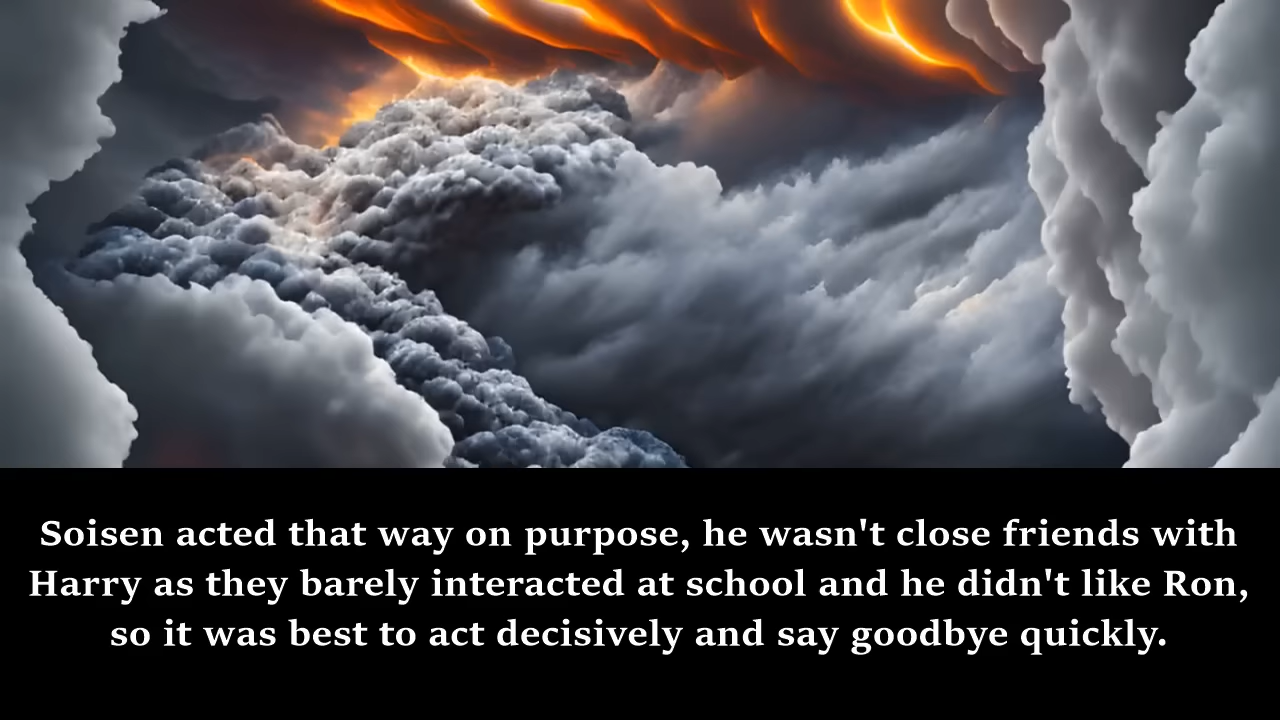 Soisen acted that way on purpose, he wasn't close friends with
Harry as they barely interacted at school and he didn't like Ron,
so it was best to act decisively and say goodbye quickly.